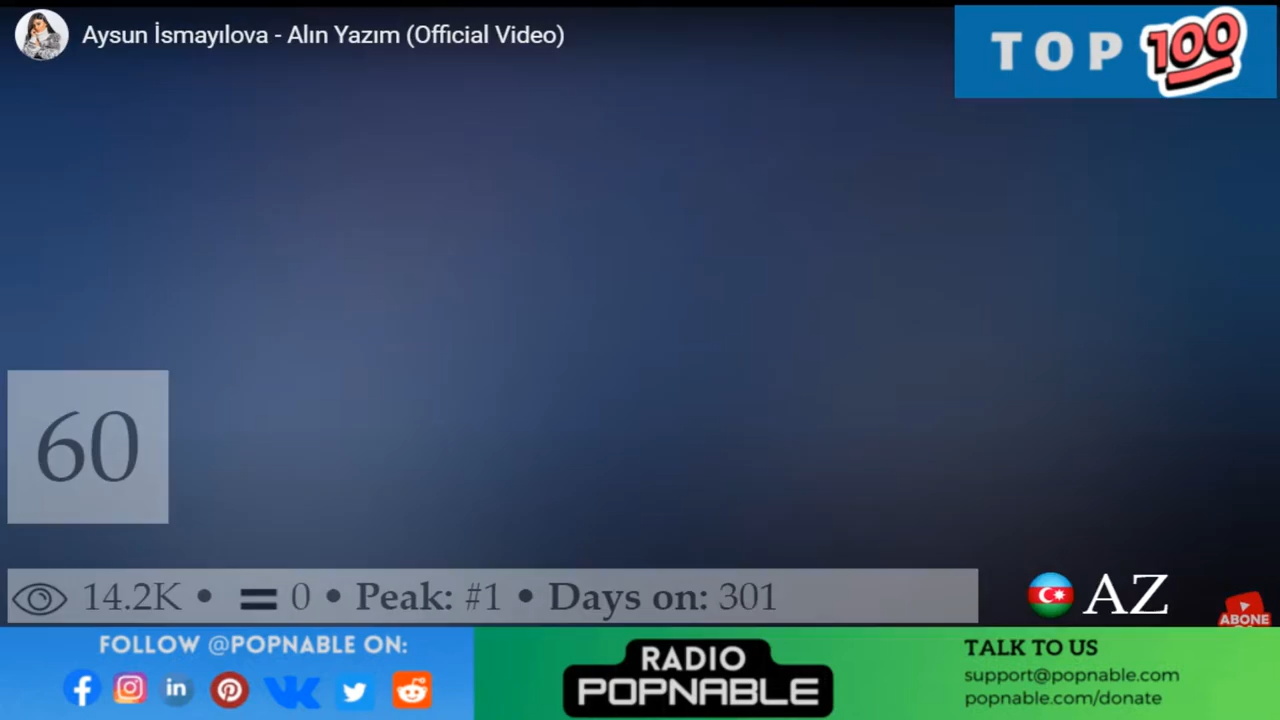 Aysun İsmayılova - Alın Yazım (Official Video)
TOP 100
60
14.2K • = 0 • Peak: #1 • Days on: 301
AZ
ABONE
FOLLOW @POPNABLE ON:
RADIO
POPNABLE
TALK TO US
support@popnable.com
popnable.com/donate